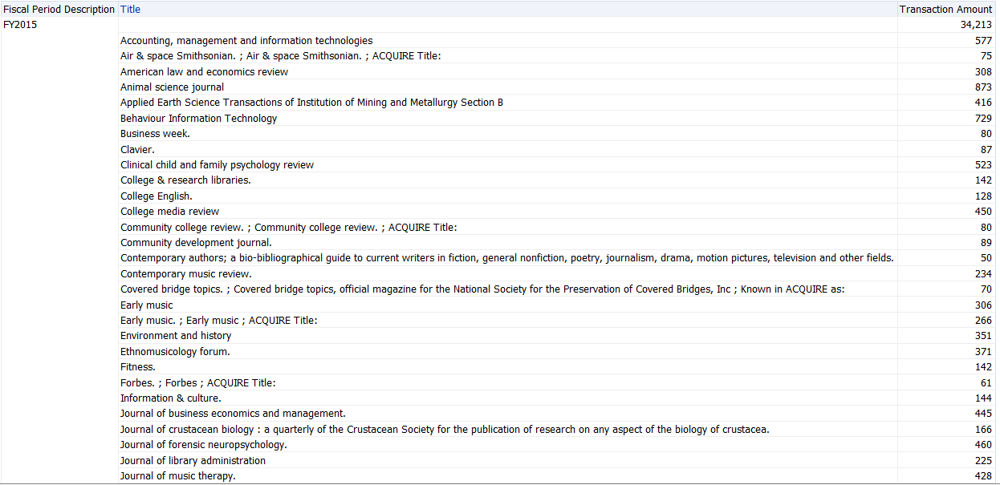 Fiscal Period Description Title Transaction Amount
FY2015 34,213
Accounting, management and information technologies 577
Air & space Smithsonian. ; Air & space Smithsonian. ; ACQUIRE Title: 75
American law and economics review 308
Animal science journal 873
Applied Earth Science Transactions of Institution of Mining and Metallurgy Section B 416
Behaviour Information Technology 729
Business week. 80
Clavier. 87
Clinical child and family psychology review 523
College & research libraries. 142
College English. 128
College media review 450
Community college review. ; Community college review. ; ACQUIRE Title: 80
Community development journal. 89
Contemporary authors; a bio-bibliographical guide to current writers in fiction, general nonfiction, poetry, journalism, drama, motion pictures, television and other fields. 50
Contemporary music review. 234
Covered bridge topics. ; Covered bridge topics, official magazine for the National Society for the Preservation of Covered Bridges, Inc ; Known in ACQUIRE as: 70
Early music 306
Early music. ; Early music ; ACQUIRE Title: 266
Environment and history 351
Ethnomusicology forum. 371
Fitness. 142
Forbes. ; Forbes ; ACQUIRE Title: 61
Information & culture. 144
Journal of business economics and management. 445
Journal of crustacean biology : a quarterly of the Crustacean Society for the publication of research on any aspect of the biology of crustacea. 166
Journal of forensic neuropsychology. 460
Journal of library administration 225
Journal of music therapy. 428